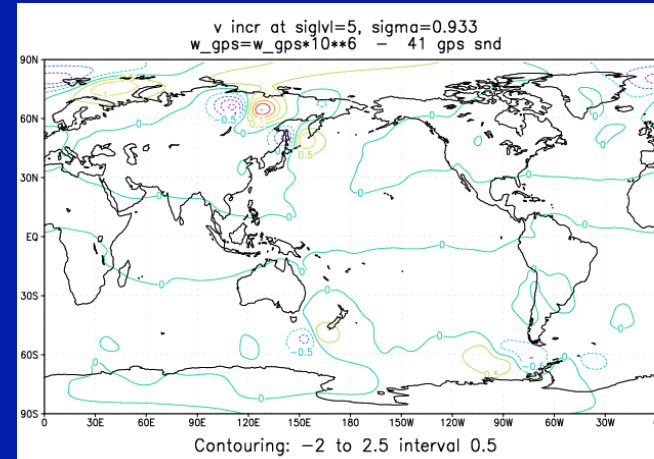 v incr at siglvl=5, sigma=0.933
w_gps=w_gps*10**6  –  41 gps snd
90N
60N
30N
EQ
30S
60S
90S
0 30E 60E 90E 120E 150E 180 150W 120W 90W 60W 30W 0
Contouring: -2 to 2.5 interval 0.5